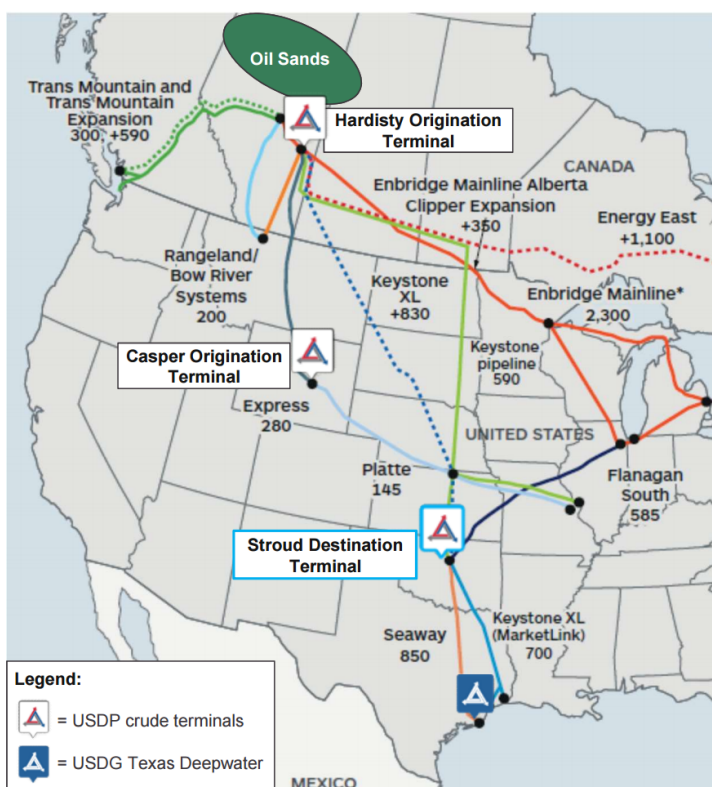 Oil Sands
Trans Mountain and
Trans Mountain
Expansion
300, +590
Hardisty Origination
Terminal
CANADA
Enbridge Mainline Alberta
Clipper Expansion
+350
Energy East
+1,100
Rangeland/
Bow River
Systems
200
Keystone
XL
+830
Enbridge Mainline*
2,300
Casper Origination
Terminal
Keystone
pipeline
590
Express
280
UNITED STATES
Platte
145
Flanagan
South
585
Stroud Destination
Terminal
Seaway
850
Keystone XL
(MarketLink)
700
Legend:
= USDP crude terminals
= USDG Texas Deepwater
MEXICO